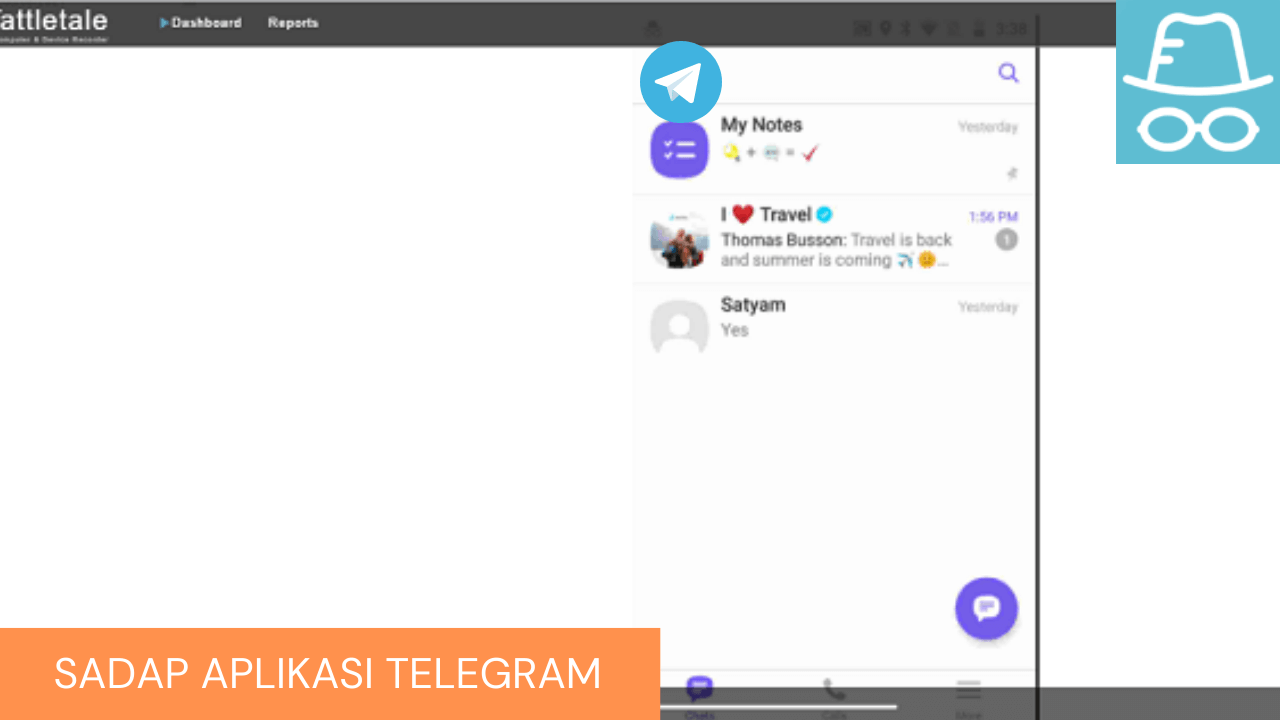 attletale
Computer & Device Recorder
Dashboard
Reports
3:38
My Notes
Yesterday
+ =
I ❤ Travel
1:56 PM
Thomas Busson: Travel is back
1
and summer is coming ✈🌞...
Satyam
Yesterday
Yes
SADAP APLIKASI TELEGRAM
Chats
Calls
More